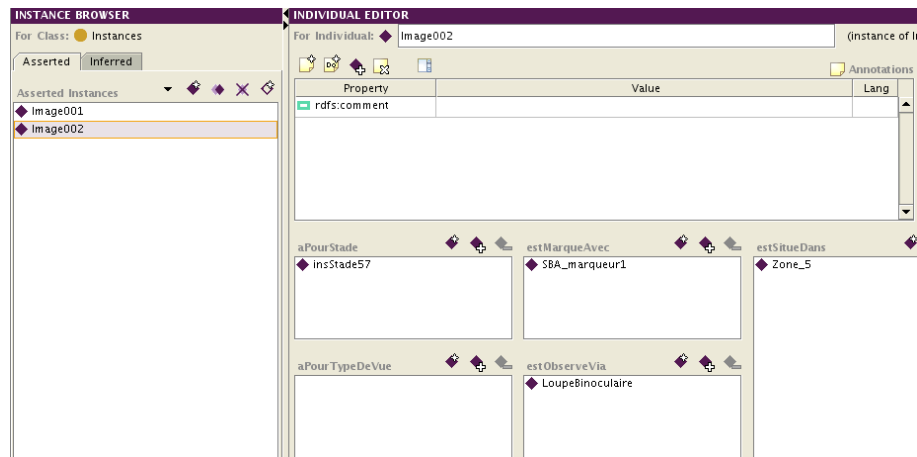 INSTANCE BROWSER
For Class: Instances
Asserted Inferred
Asserted Instances
Image001
Image002
INDIVIDUAL EDITOR
For Individual: Image002 (instance of I
Annotations
Property Value Lang
rdfs:comment
aPourStade
insStade57
estMarqueAvec
SBA_marqueur1
estSitueDans
Zone_5
aPourTypeDeVue
estObserveVia
LoupeBinoculaire